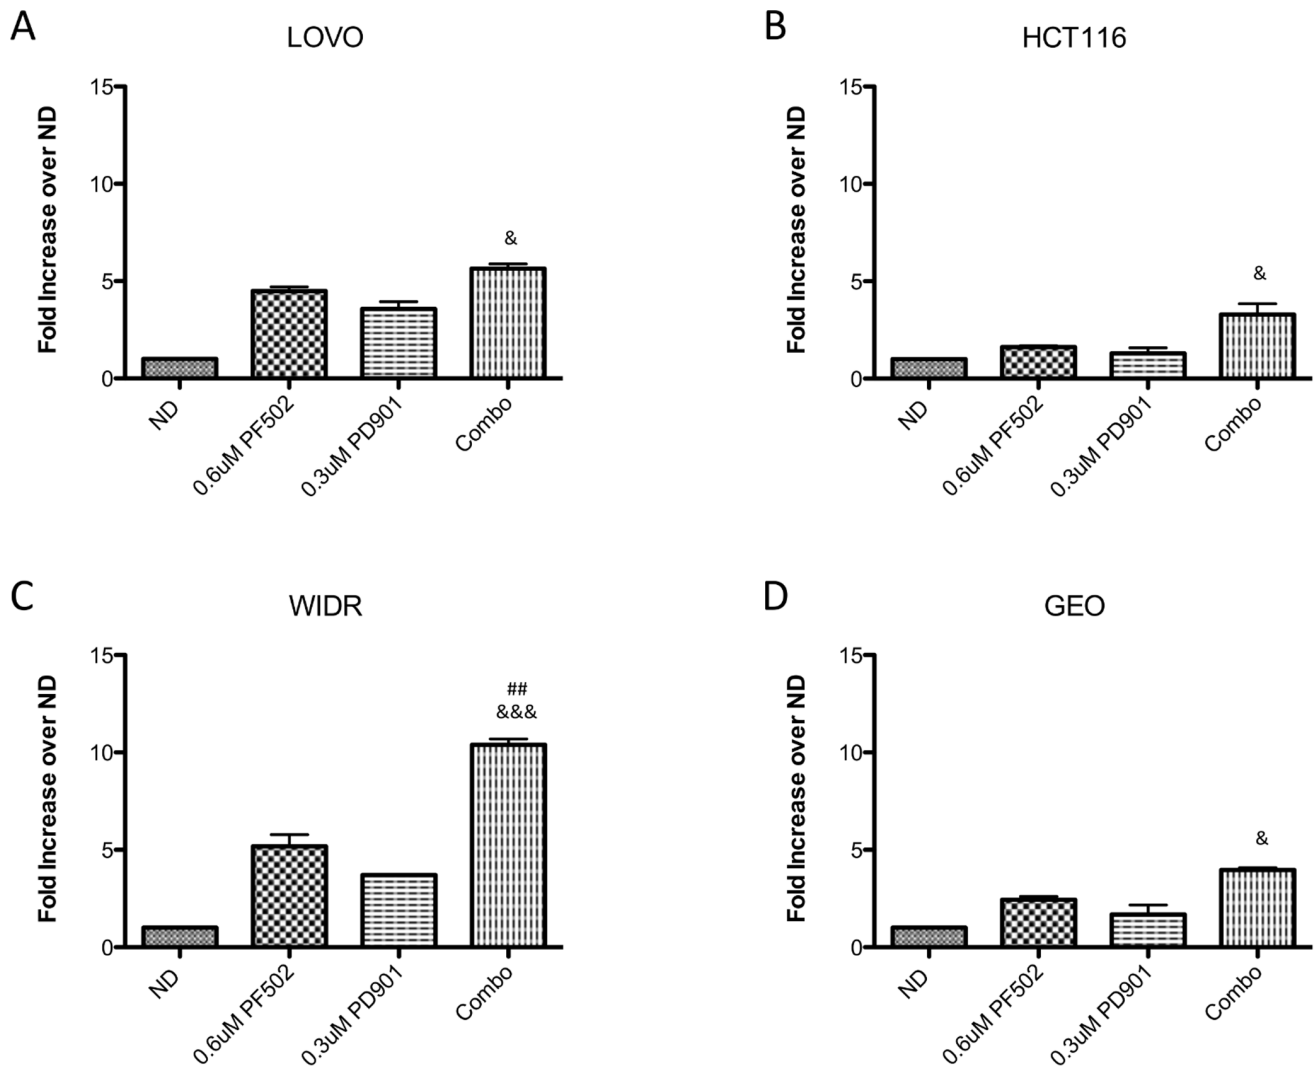 A
LOVO
Fold Increase over ND
15
10
5
0
&
ND
0.6uM PF502
0.3uM PD901
Combo
B
HCT116
Fold Increase over ND
15
10
5
0
&
ND
0.6uM PF502
0.3uM PD901
Combo
C
WIDR
Fold Increase over ND
15
10
5
0
##
&&&
ND
0.6uM PF502
0.3uM PD901
Combo
D
GEO
Fold Increase over ND
15
10
5
0
&
ND
0.6uM PF502
0.3uM PD901
Combo